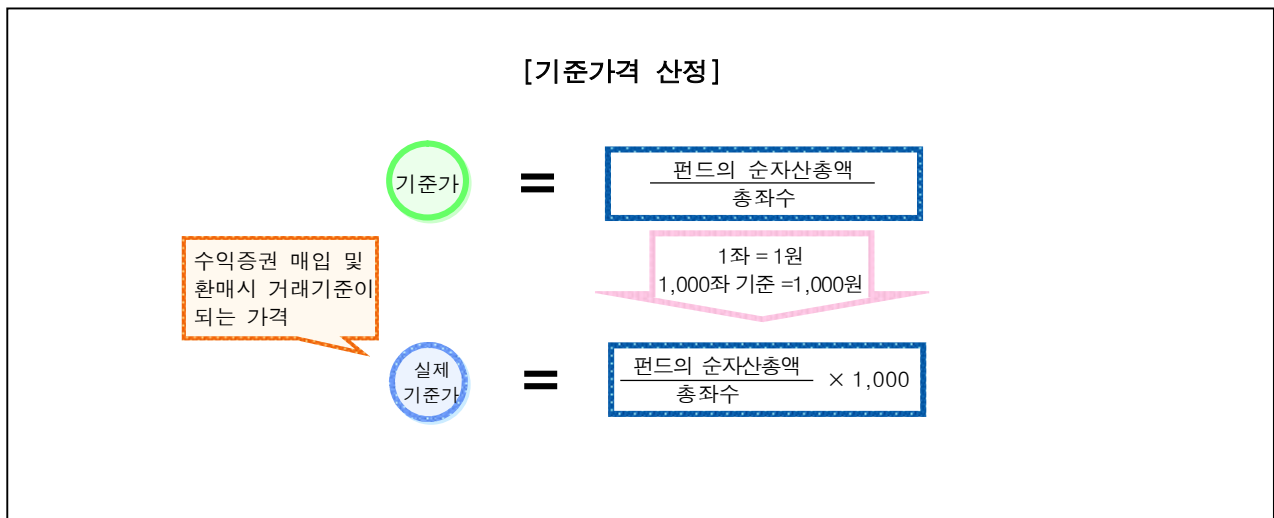 [기준가격 산정]
기준가
=
펀드의 순자산총액
총좌수
수익증권 매입 및
환매시 거래기준이
되는 가격
1좌 = 1원
1,000좌 기준 =1,000원
실제
기준가
=
펀드의 순자산총액
총좌수
× 1,000